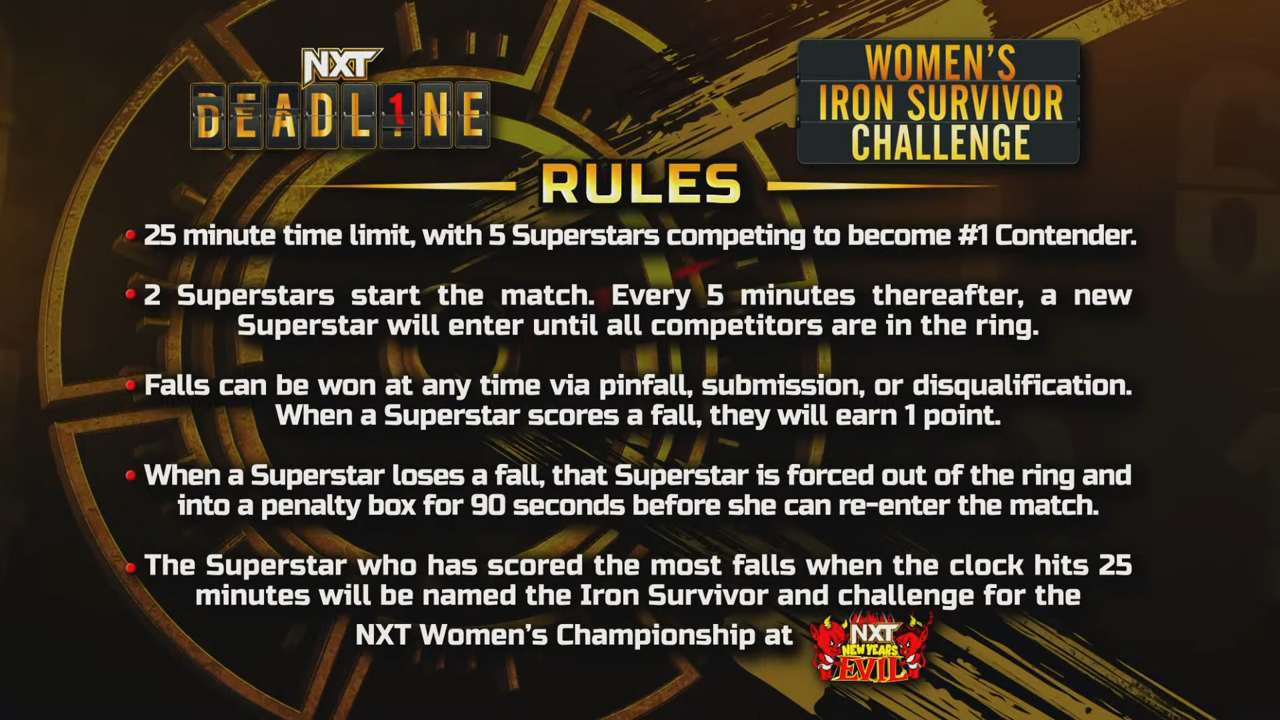 NXT
DEADL1NE
WOMEN'S
IRON SURVIVOR
CHALLENGE
RULES
• 25 minute time limit, with 5 Superstars competing to become #1 Contender.
• 2 Superstars start the match. Every 5 minutes thereafter, a new
Superstar will enter until all competitors are in the ring.
• Falls can be won at any time via pinfall, submission, or disqualification.
When a Superstar scores a fall, they will earn 1 point.
• When a Superstar loses a fall, that Superstar is forced out of the ring and
into a penalty box for 90 seconds before she can re-enter the match.
• The Superstar who has scored the most falls when the clock hits 25
minutes will be named the Iron Survivor and challenge for the
NXT Women's Championship at
NXT
NEW YEAR'S
EVIL